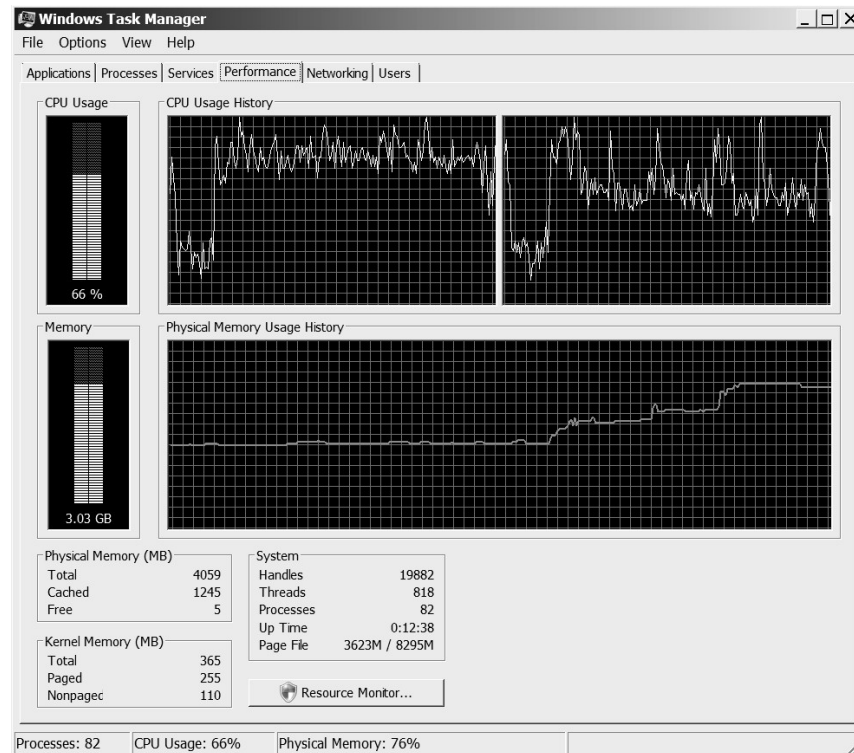 Windows Task Manager
File Options View Help
Applications Processes Services Performance Networking Users
CPU Usage
CPU Usage History
66 %
Memory
Physical Memory Usage History
3.03 GB
Physical Memory (MB)
Total 4059
Cached 1245
Free 5
System
Handles 19882
Threads 818
Processes 82
Up Time 0:12:38
Page File 3623M / 8295M
Kernel Memory (MB)
Total 365
Paged 255
Nonpaged 110
Resource Monitor...
Processes: 82 CPU Usage: 66% Physical Memory: 76%